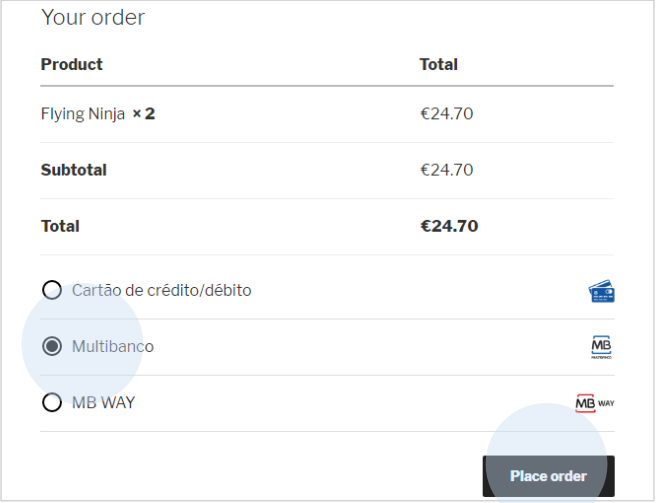 Your order
Product Total
Flying Ninja × 2 €24.70
Subtotal €24.70
Total €24.70
Cartão de crédito/débito
Multibanco MB
MULTIBANCO
MB WAY MB WAY
Place order